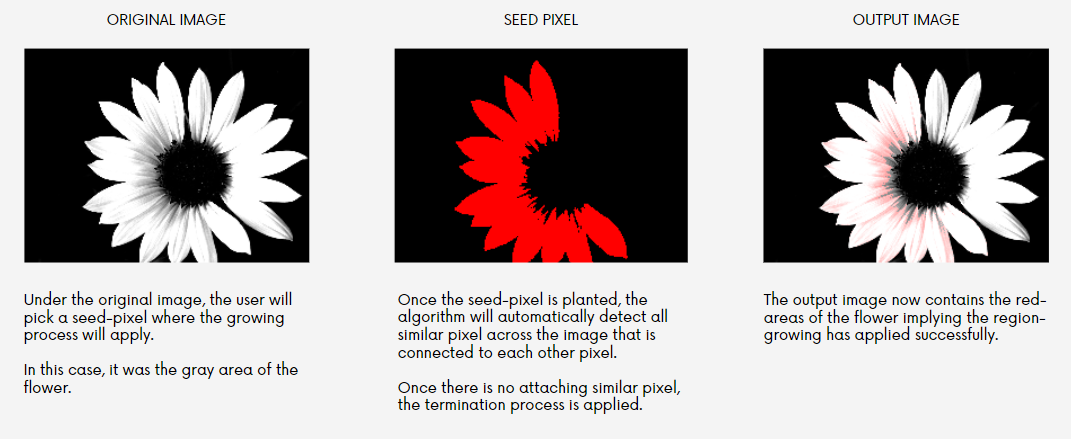 ORIGINAL IMAGE
SEED PIXEL
OUTPUT IMAGE
Under the original image, the user will
pick a seed-pixel where the growing
process will apply.
In this case, it was the gray area of the
flower.
Once the seed-pixel is planted, the
algorithm will automatically detect all
similar pixel across the image that is
connected to each other pixel.
Once there is no attaching similar pixel,
the termination process is applied.
The output image now contains the red-
areas of the flower implying the region-
growing has applied successfully.